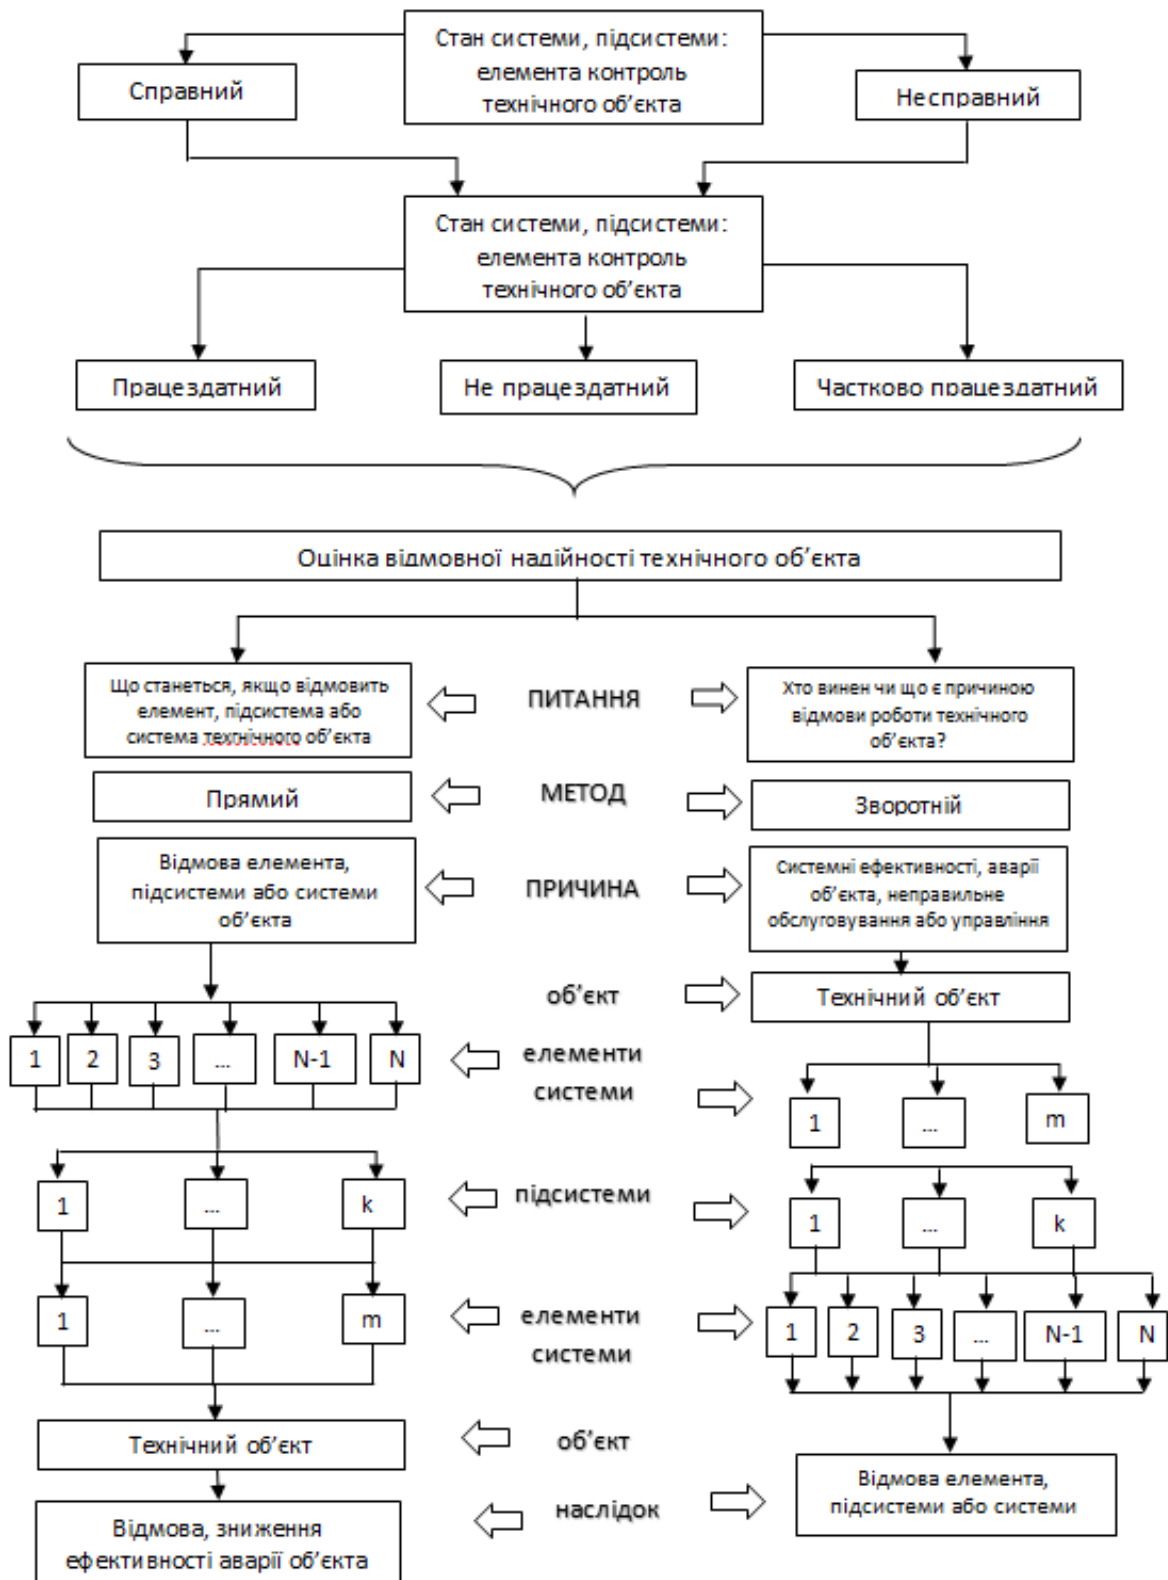 Стан системи, підсистеми:
елемента контроль
технічного об’єкта
Справний
Несправний
Стан системи, підсистеми:
елемента контроль
технічного об’єкта
Працездатний
Не працездатний
Частково працездатний
Оцінка відмовної надійності технічного об’єкта
Що станеться, якщо відмовить
елемент, підсистема або
система техгнічного об’єкта
ПИТАННЯ
Хто винен чи що є причиною
відмови роботи технічного
об’єкта?
Прямий
МЕТОД
Зворотній
Відмова елемента,
підсистеми або системи
об’єкта
ПРИЧИНА
Системні ефективності, аварії
об’єкта, неправильне
обслуговування або управління
об’єкт
Технічний об’єкт
1 2 3 ... N-1 N
елементи
системи
1 ... m
1 ... k
підсистеми
1 ... k
1 ... m
елементи
системи
1 2 3 ... N-1 N
Технічний об’єкт
об’єкт
Відмова, зниження
ефективності аварії об’єкта
наслідок
Відмова елемента,
підсистеми або системи